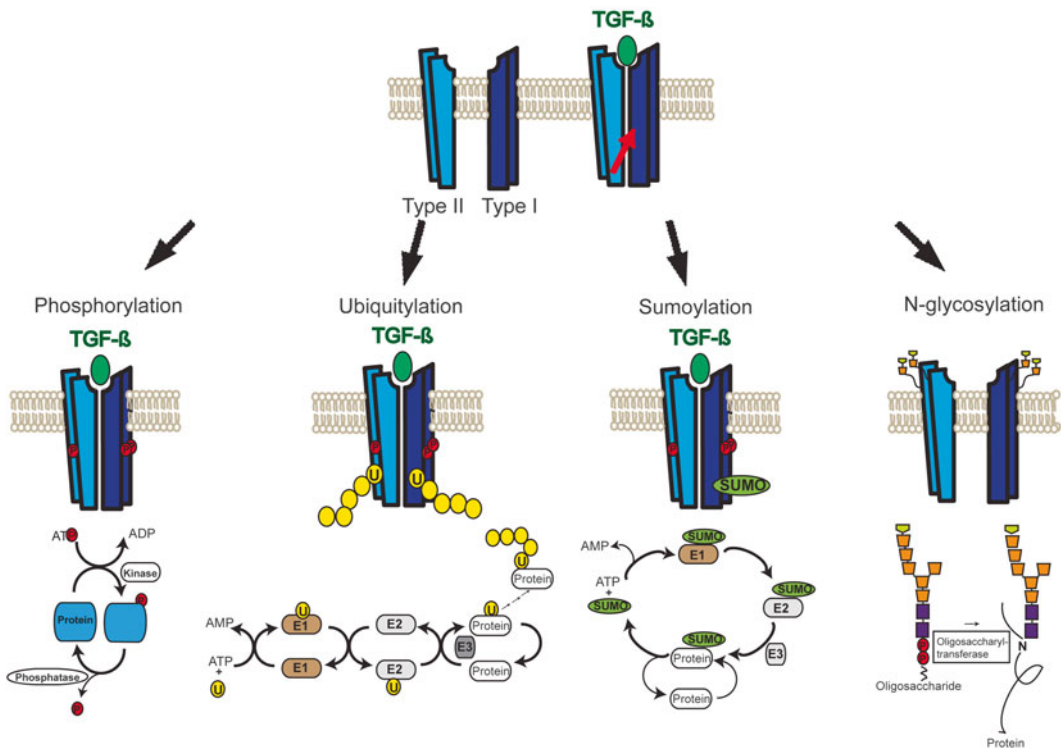 TGF-ß
Type II
Type I
Phosphorylation
TGF-ß
P
P
P
ATP
ADP
Kinase
P
Protein
Phosphatase
P
Ubiquitylation
TGF-ß
P
P
P
U
U
U
Protein
AMP
U
E1
E2
U
Protein
E3
ATP
+
U
E1
E2
U
Protein
Sumoylation
TGF-ß
P
P
P
SUMO
AMP
SUMO
E1
ATP
+
SUMO
SUMO
E2
E3
SUMO
Protein
Protein
N-glycosylation
P
P
Oligosaccharide
→
Oligosaccharyl-
transferase
N
Protein